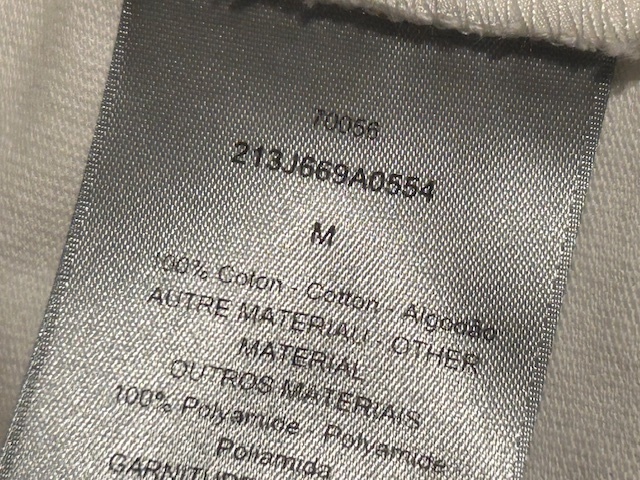 70056
213J669A0554
M
100% Coton - Cotton - Algodão
AUTRE MATERIAU - OTHER
MATERIAL
OUTROS MATERIAIS
100% Polyamide - Polyamide
Poliamida